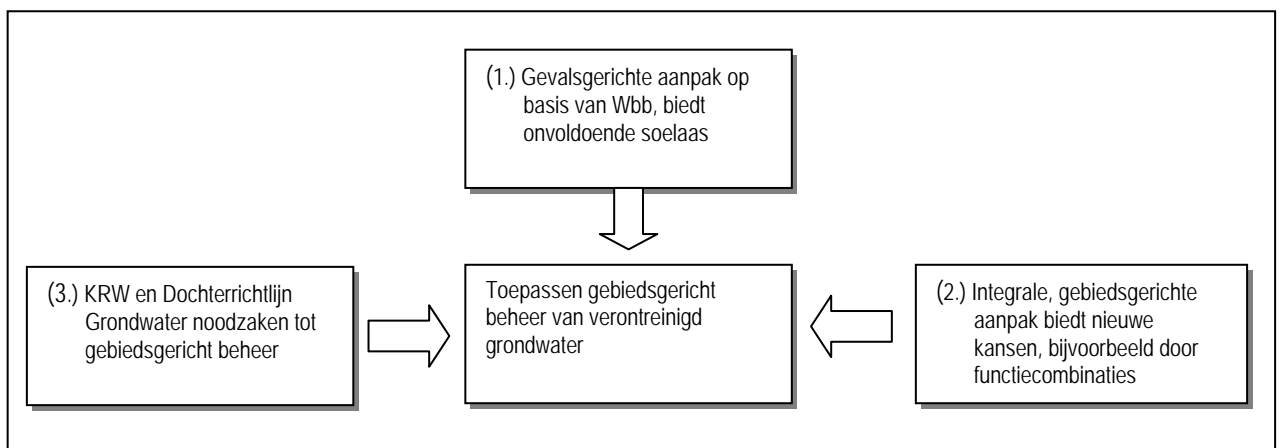 (1.) Gevalsgerichte aanpak op
basis van Wbb, biedt
onvoldoende soelaas
(3.) KRW en Dochterrichtlijn
Grondwater noodzaken tot
gebiedsgericht beheer
Toepassen gebiedsgericht
beheer van verontreinigd
grondwater
(2.) Integrale, gebiedsgerichte
aanpak biedt nieuwe
kansen, bijvoorbeeld door
functiecombinaties